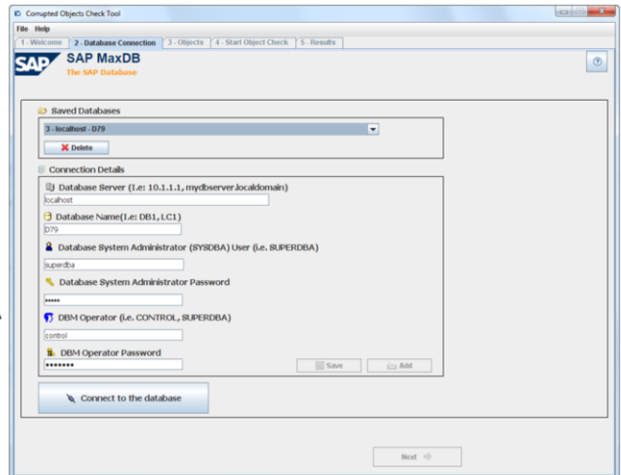 Corrupted Objects Check Tool
File Help
1 - Welcome 2 - Database Connection 3 - Objects 4 - Start Object Check 5 - Results
SAP SAP MaxDB
The SAP Database
?
Saved Databases
3 - localhost - D79
Delete
Connection Details
Database Server (I.e: 10.1.1.1, mydbserver.localdomain)
localhost
Database Name(I.e: DB1, LC1)
D79
Database System Administrator (SYSDBA) User (i.e. SUPERDBA)
superdba
Database System Administrator Password
•••••
DBM Operator (i.e. CONTROL, SUPERDBA)
control
DBM Operator Password
•••••••
Save Add
Connect to the database
Next